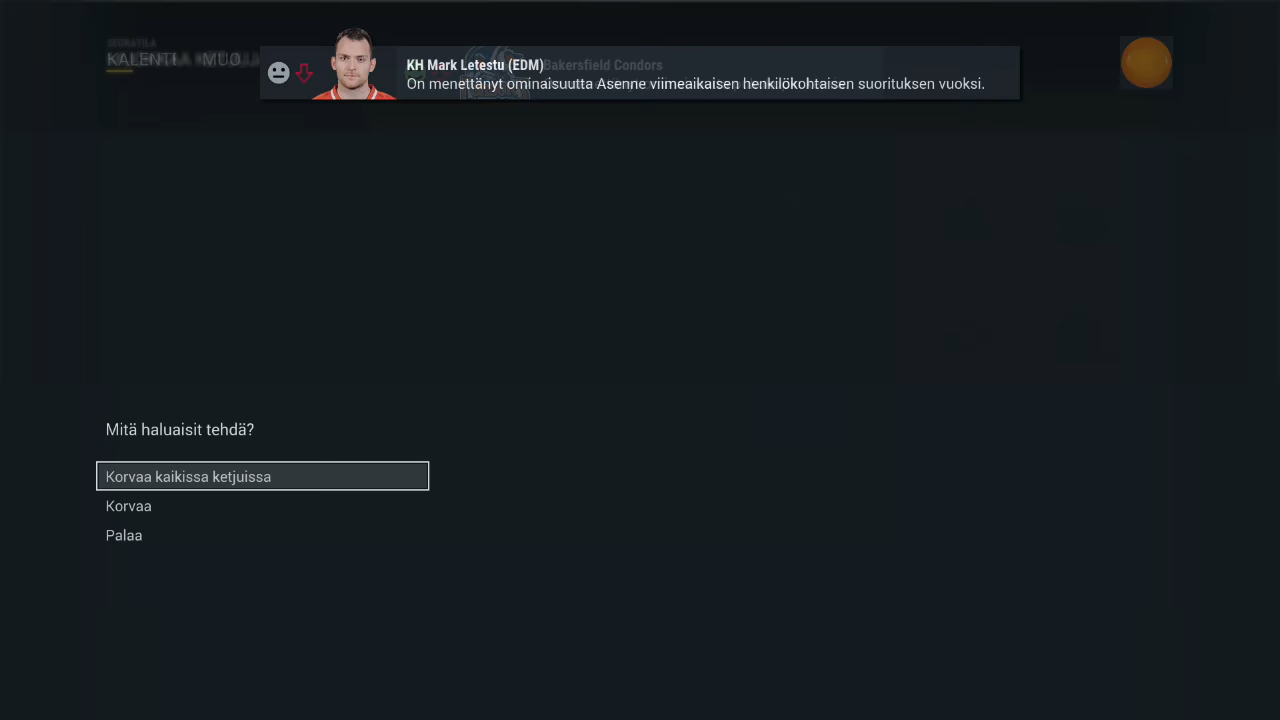 SEURATILA
KH Mark Letestu (EDM)
Bakersfield Condors
On menettänyt ominaisuutta Asenne viimeaikaisen henkilökohtaisen suorituksen vuoksi.
Mitä haluaisit tehdä?
Korvaa kaikissa ketjuissa
Korvaa
Palaa